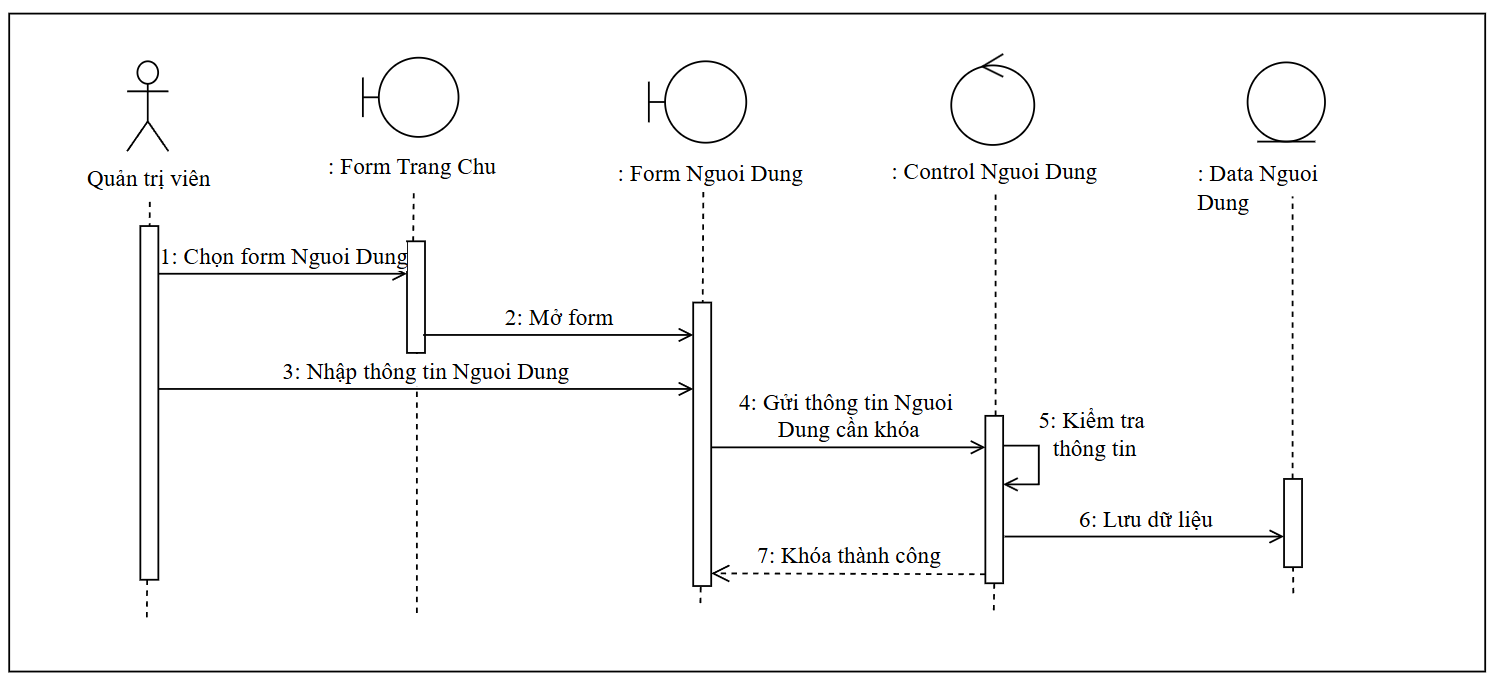 Quản trị viên
: Form Trang Chu
: Form Nguoi Dung
: Control Nguoi Dung
: Data Nguoi
Dung
1: Chọn form Nguoi Dung
2: Mở form
3: Nhập thông tin Nguoi Dung
4: Gửi thông tin Nguoi
Dung cần khóa
5: Kiểm tra
thông tin
6: Lưu dữ liệu
7: Khóa thành công